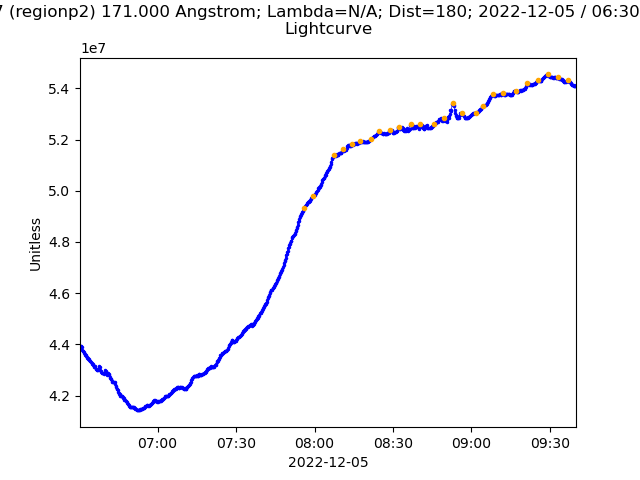 7 (regionp2) 171.000 Angstrom; Lambda=N/A; Dist=180; 2022-12-05 / 06:30
Lightcurve
1e7
5.4
5.2
5.0
4.8
4.6
4.4
4.2
Unitless
07:00 07:30 08:00 08:30 09:00 09:30
2022-12-05